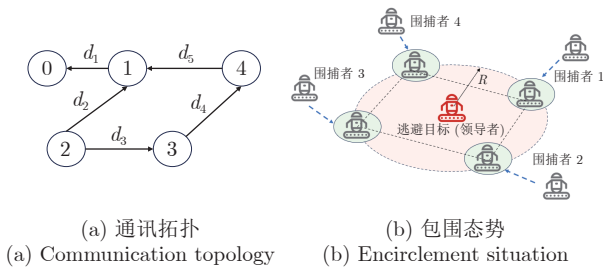 0
1
4
2
3
d₁
d₅
d₂
d₄
d₃
围捕者 4
围捕者 1
围捕者 3
R
逃避目标 (领导者)
围捕者 2
(a) 通讯拓扑
(a) Communication topology
(b) 包围态势
(b) Encirclement situation